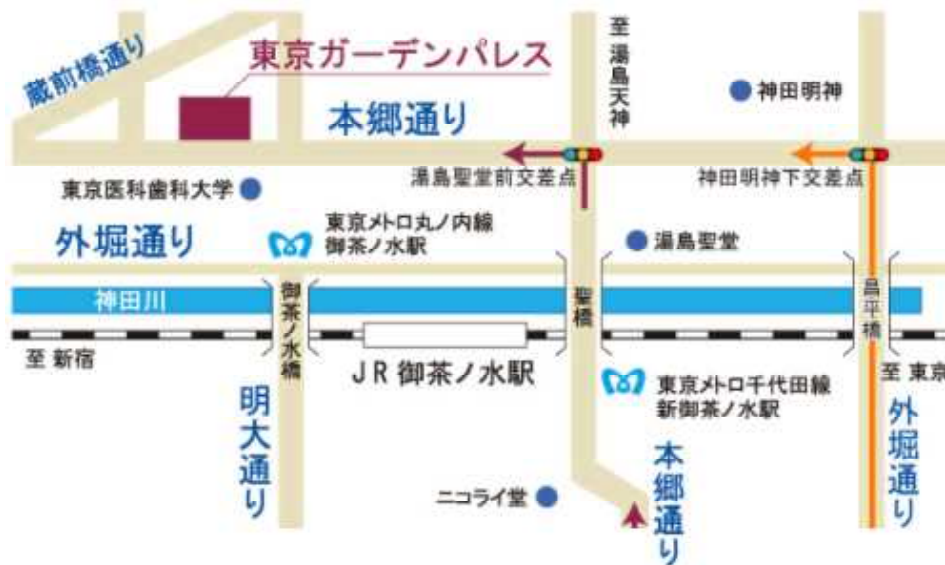 蔵前橋通り
東京ガーデンパレス
至 湯島天神
神田明神
本郷通り
湯島聖堂前交差点
神田明神下交差点
東京医科歯科大学
東京メトロ丸ノ内線
御茶ノ水駅
湯島聖堂
外堀通り
神田川
御茶ノ水橋
聖橋
昌平橋
至 新宿
JR 御茶ノ水駅
至 東京
東京メトロ千代田線
新御茶ノ水駅
明大通り
本郷通り
外堀通り
ニコライ堂